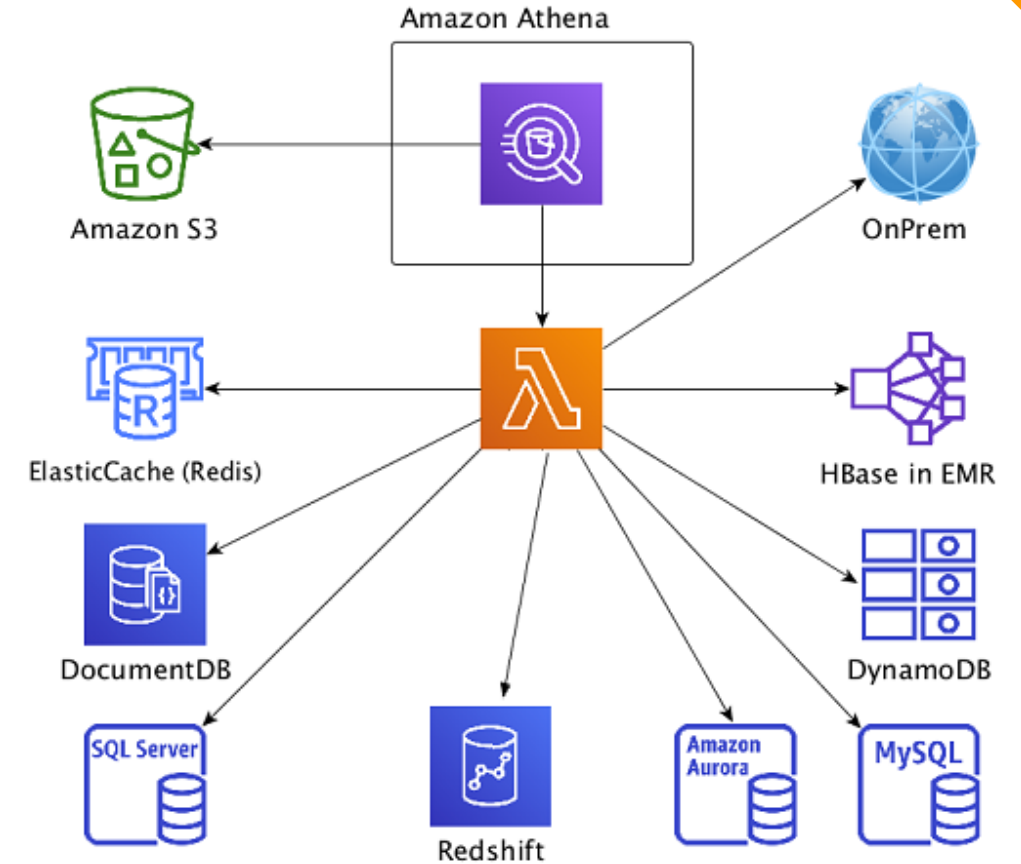 Amazon Athena
Amazon S3
OnPrem
R
ElasticCache (Redis)
HBase in EMR
{}
DocumentDB
DynamoDB
SQL Server
Amazon
Aurora
MySQL
Redshift